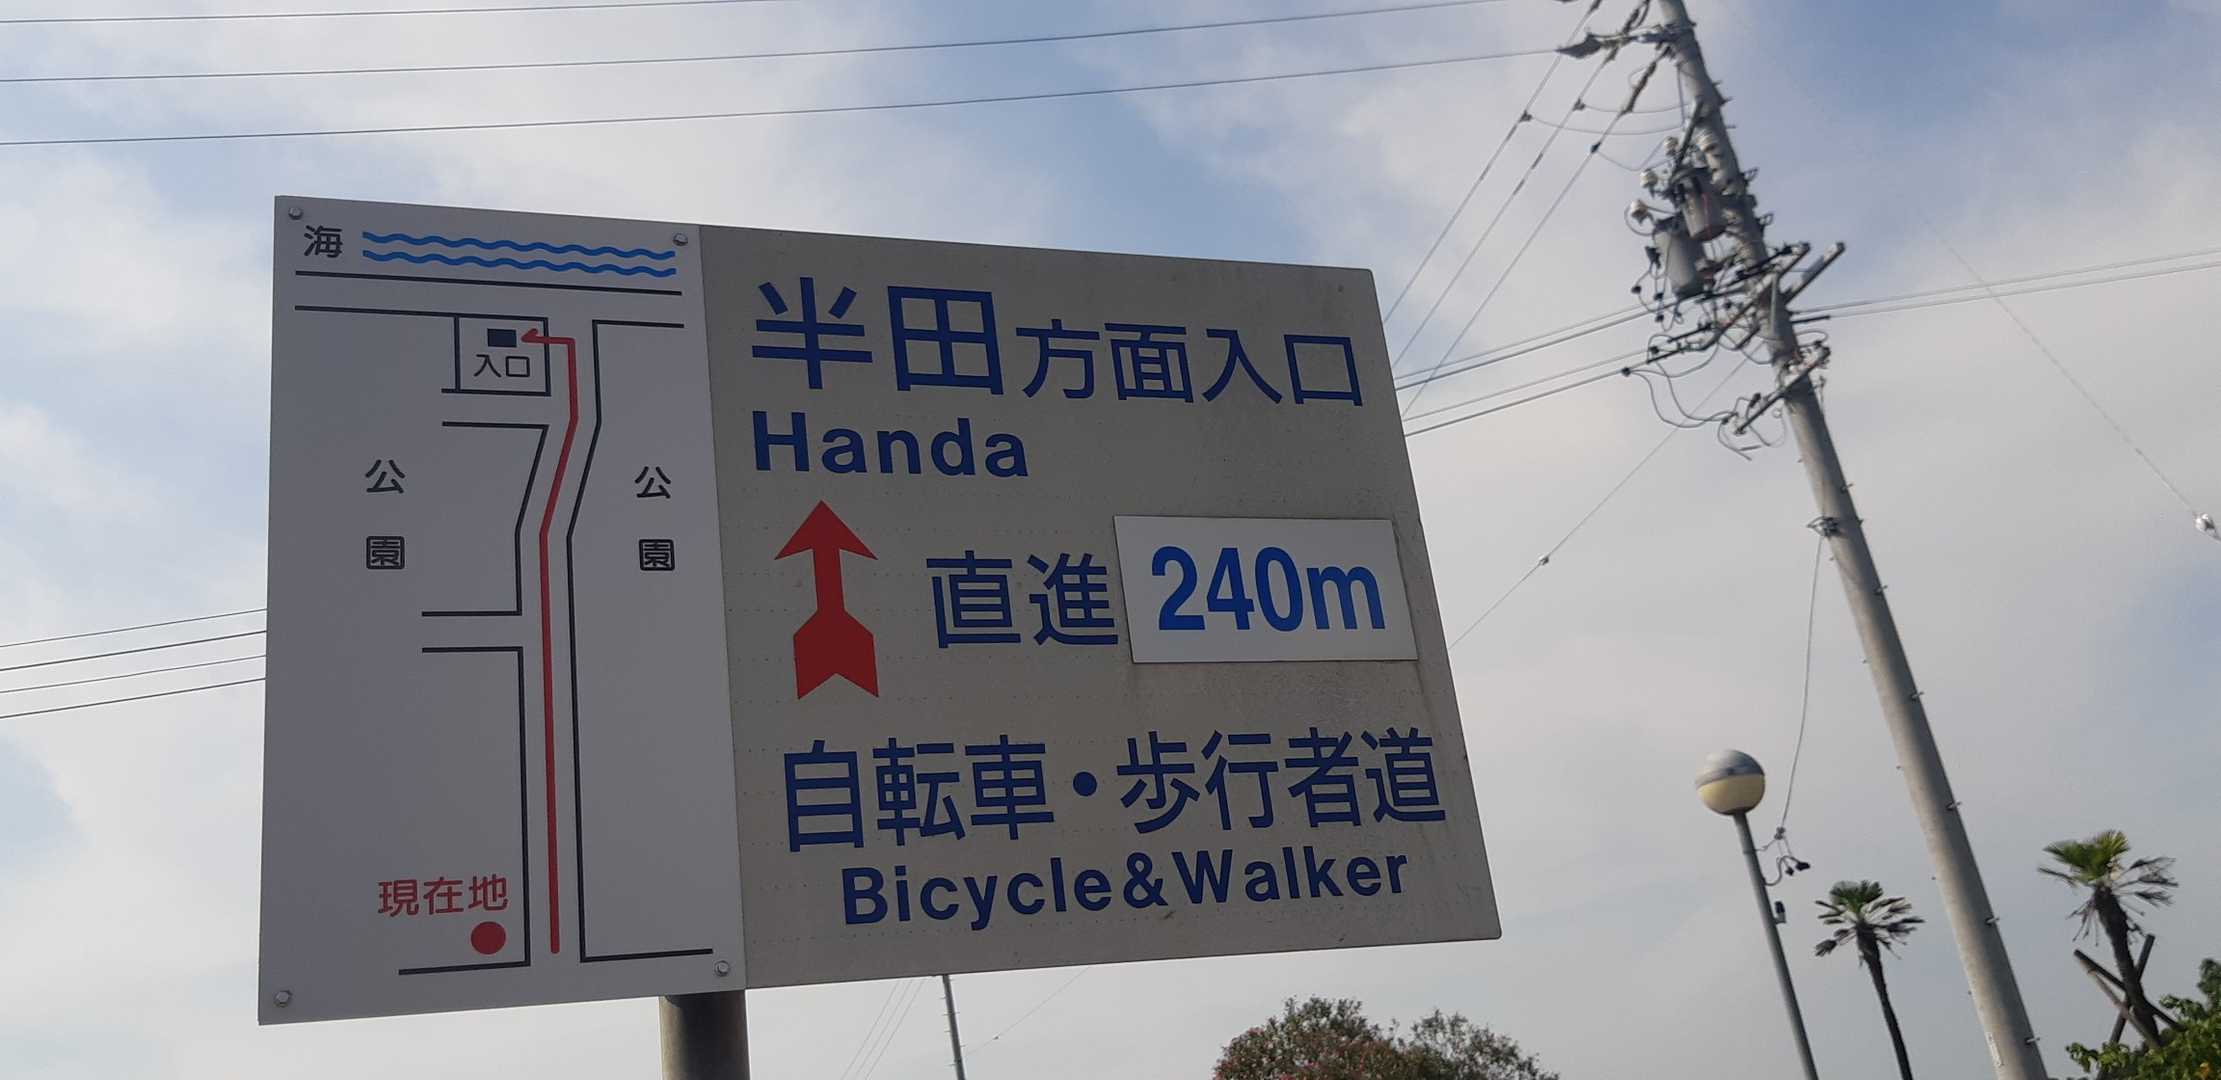 海
入口
公園
公園
現在地
半田方面入口
Handa
直進 240m
自転車・歩行者道
Bicycle&Walker